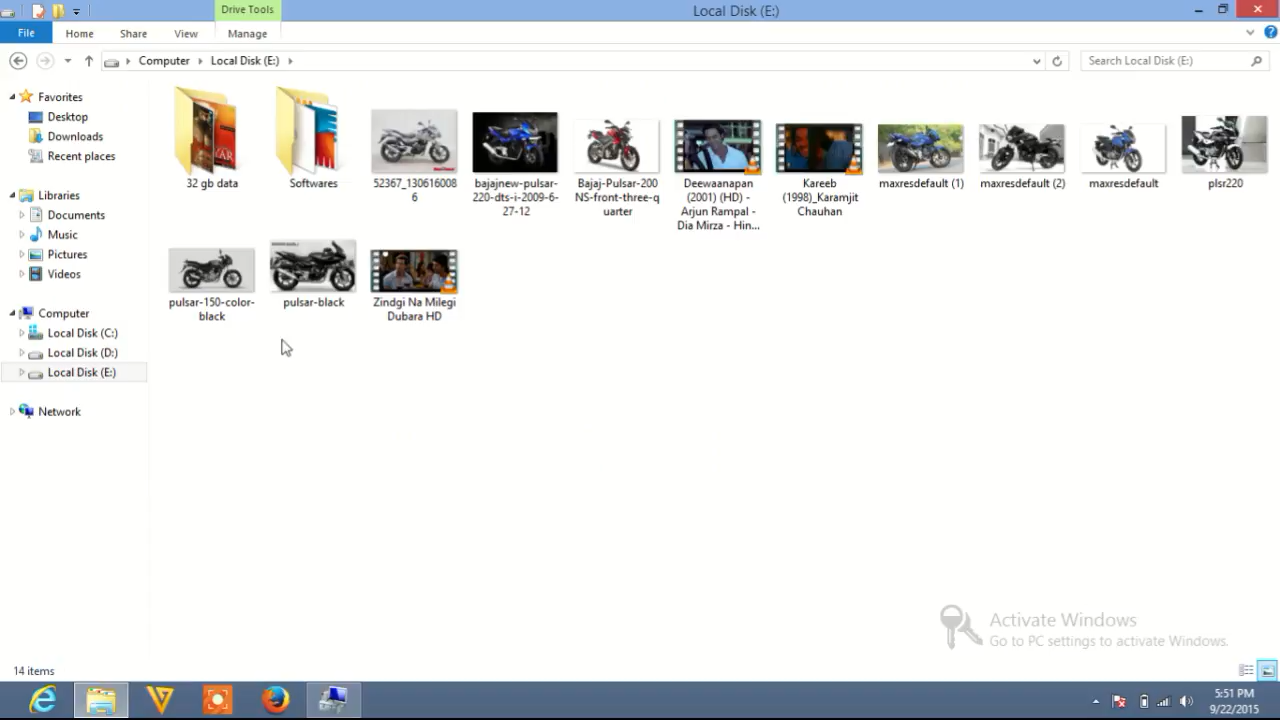 Drive Tools
Local Disk (E:)
File
Home
Share
View
Manage
Computer
Local Disk (E:)
Search Local Disk (E:)
Favorites
Desktop
Downloads
Recent places
Libraries
Documents
Music
Pictures
Videos
Computer
Local Disk (C:)
Local Disk (D:)
Local Disk (E:)
Network
32 gb data
Softwares
52367_130616008
6
bajajnew-pulsar-
220-dts-i-2009-6-
27-12
Bajaj-Pulsar-200
NS-front-three-q
uarter
Deewaanapan
(2001) (HD) -
Arjun Rampal -
Dia Mirza - Hin...
Kareeb
(1998)_Karamjit
Chauhan
maxresdefault (1)
maxresdefault (2)
maxresdefault
plsr220
pulsar-150-color-
black
pulsar-black
Zindgi Na Milegi
Dubara HD
Activate Windows
Go to PC settings to activate Windows.
14 items
5:51 PM
9/22/2015